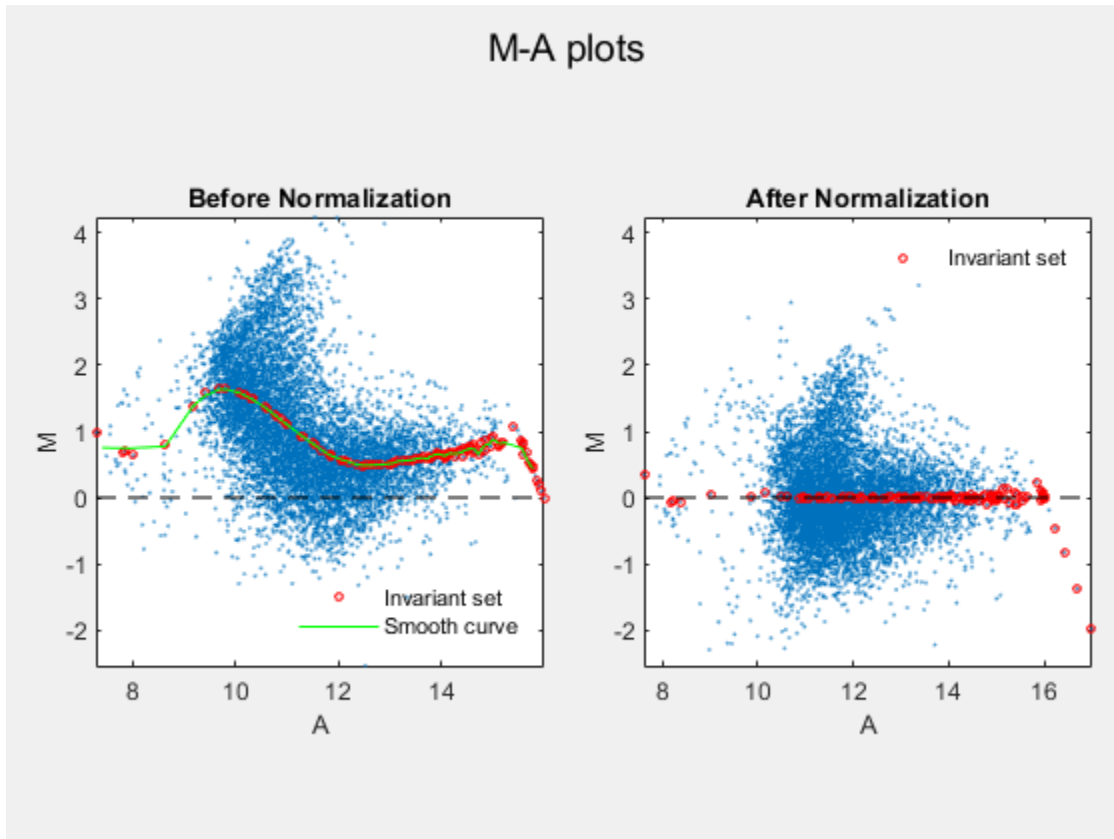 M-A plots
Before Normalization
4
3
2
1
0
-1
-2
M
8
10
12
14
A
Invariant set
Smooth curve
After Normalization
4
3
2
1
0
-1
-2
M
8
10
12
14
16
A
Invariant set